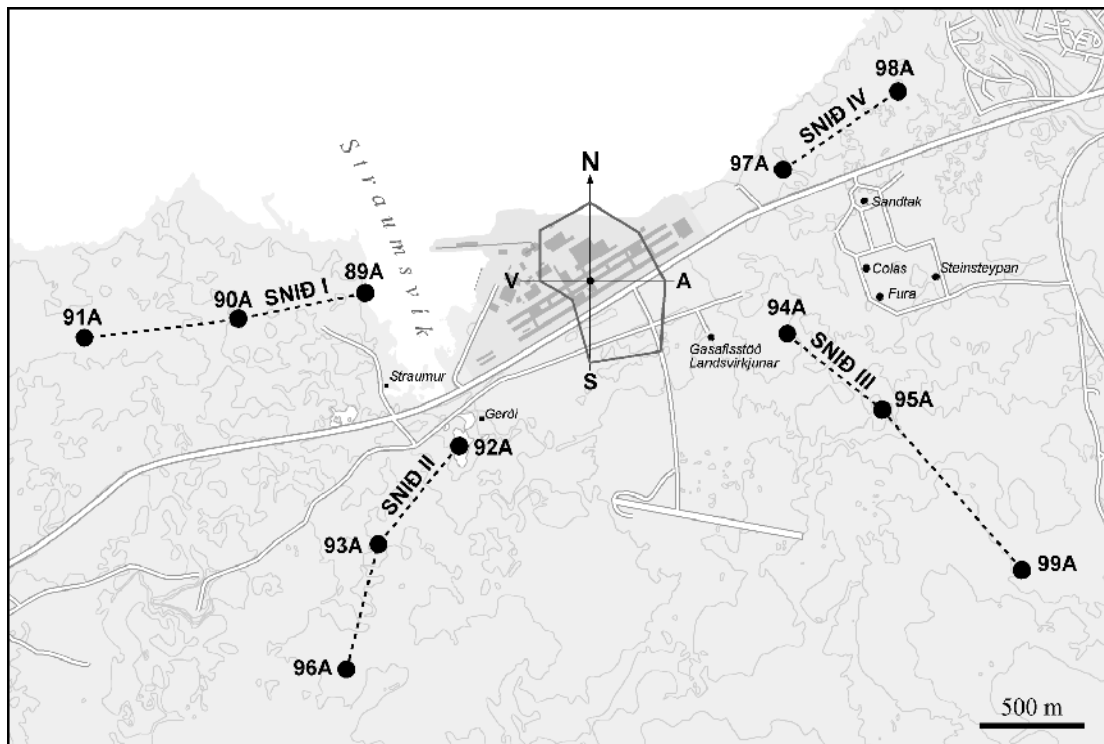 98A
SNIÐ IV
97A
N
Straumsvík
Sandtak
89A
SNIÐ I
90A
91A
V
A
Colas
Steinsteypan
Fura
94A
Gasaflsstöð
Landsvirkjunar
SNIÐ III
S
Straumur
95A
Gerði
92A
SNIÐ II
93A
99A
96A
500 m